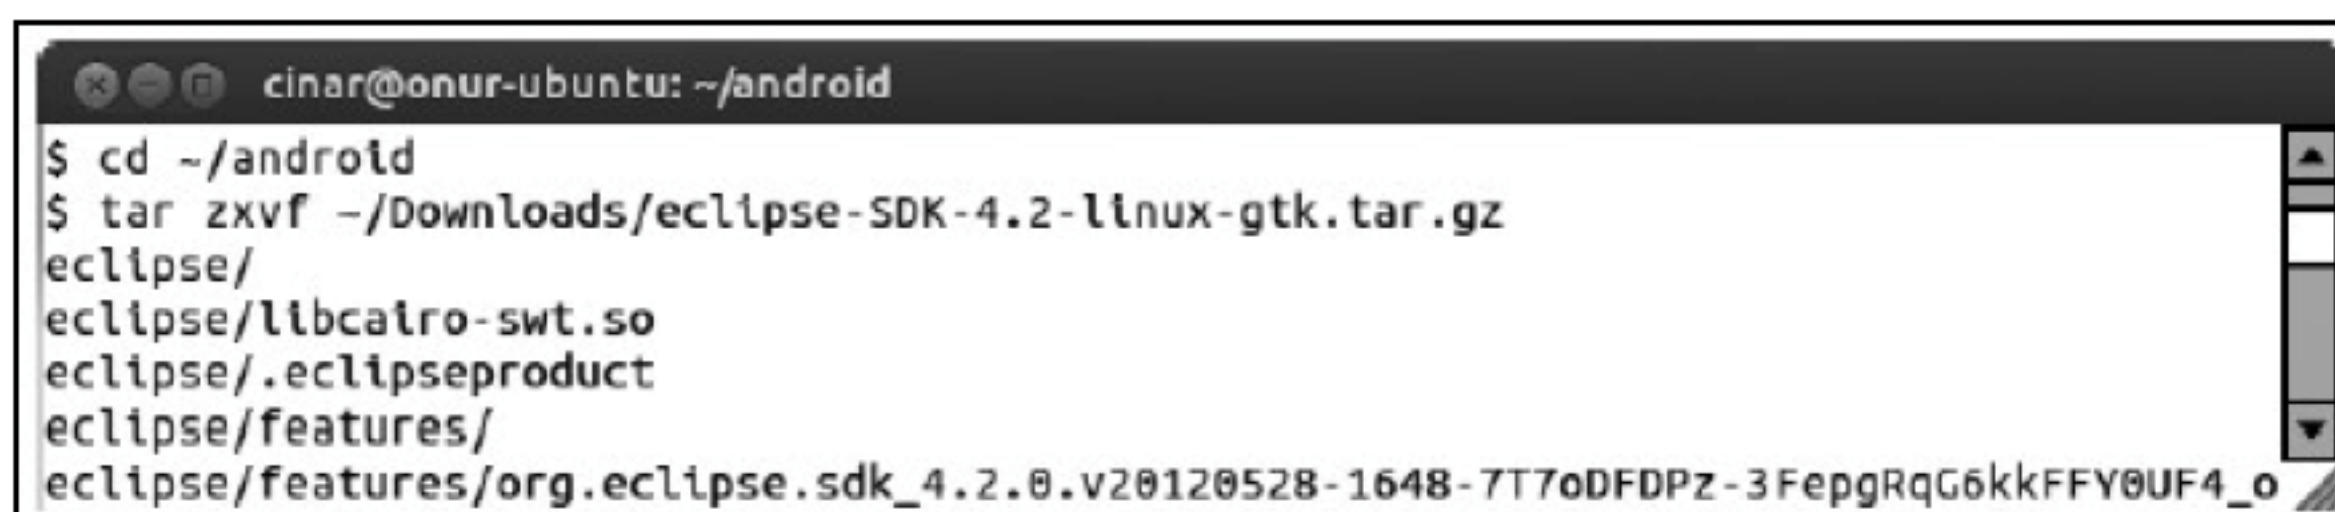 cinar@onur-ubuntu: ~/android
$ cd ~/android
$ tar zxvf ~/Downloads/eclipse-SDK-4.2-linux-gtk.tar.gz
eclipse/
eclipse/libcairo-swt.so
eclipse/.eclipseproduct
eclipse/features/
eclipse/features/org.eclipse.sdk_4.2.0.v20120528-1648-7T7oDFDPz-3FepgRqG6kkFFY0UF4_o